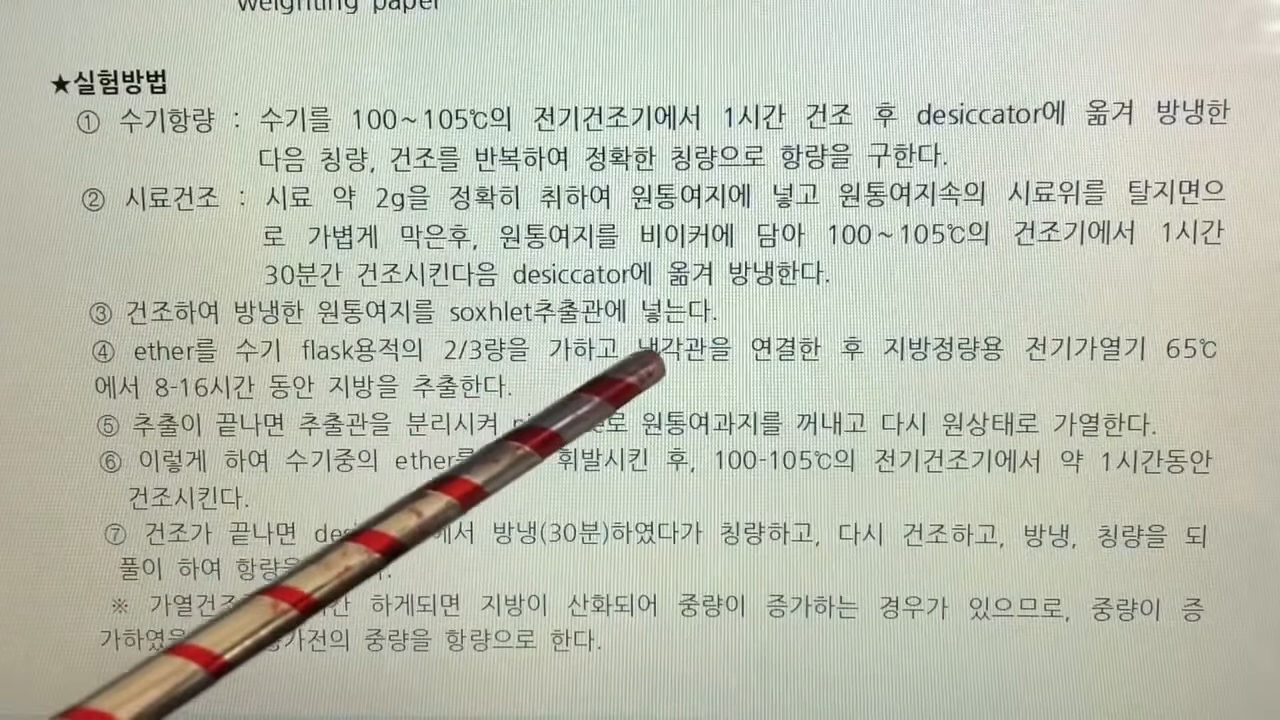 weighting paper
★실험방법
① 수기항량 : 수기를 100~105℃의 전기건조기에서 1시간 건조 후 desiccator에 옮겨 방냉한
다음 칭량, 건조를 반복하여 정확한 칭량으로 항량을 구한다.
② 시료건조 : 시료 약 2g을 정확히 취하여 원통여지에 넣고 원통여지속의 시료위를 탈지면으
로 가볍게 막은후, 원통여지를 비이커에 담아 100~105℃의 건조기에서 1시간
30분간 건조시킨다음 desiccator에 옮겨 방냉한다.
③ 건조하여 방냉한 원통여지를 soxhlet추출관에 넣는다.
④ ether를 수기 flask용적의 2/3량을 가하고 냉각관을 연결한 후 지방정량용 전기가열기 65℃
에서 8-16시간 동안 지방을 추출한다.
⑤ 추출이 끝나면 추출관을 분리시켜 원통여과지를 꺼내고 다시 원상태로 가열한다.
⑥ 이렇게 하여 수기중의 ether를 휘발시킨 후, 100-105℃의 전기건조기에서 약 1시간동안
건조시킨다.
⑦ 건조가 끝나면 방냉(30분)하였다가 칭량하고, 다시 건조하고, 방냉, 칭량을 되
풀이 하여
※ 하게되면 지방이 산화되어 중량이 증가하는 경우가 있으므로, 중량이 증
중량을 항량으로 한다.